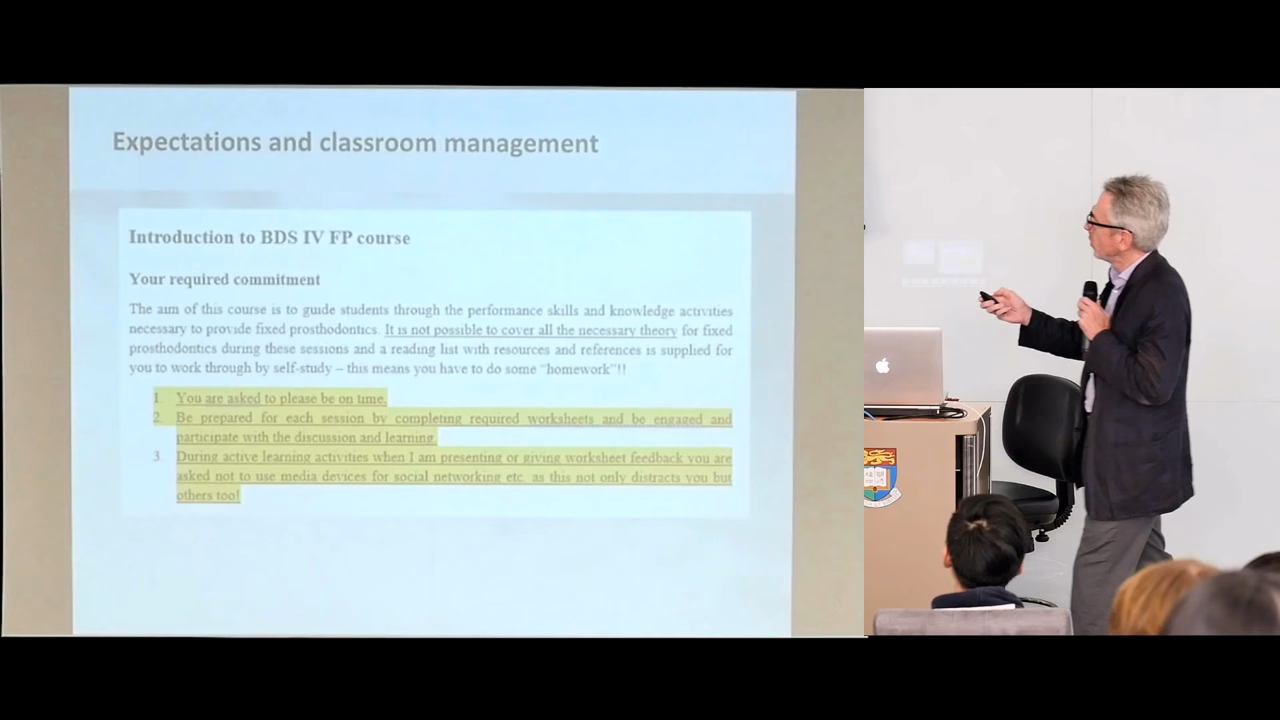 Expectations and classroom management
Introduction to BDS IV FP course
Your required commitment
The aim of this course is to guide students through the performance skills and knowledge activities
necessary to provide fixed prosthodontics. It is not possible to cover all the necessary theory for fixed
prosthodontics during these sessions and a reading list with resources and references is supplied for
you to work through by self-study – this means you have to do some "homework"!!
1. You are asked to please be on time.
2. Be prepared for each session by completing required worksheets and be engaged and
participate with the discussion and learning.
3. During active learning activities when I am presenting or giving worksheet feedback you are
asked not to use media devices for social networking etc. as this not only distracts you but
others too!